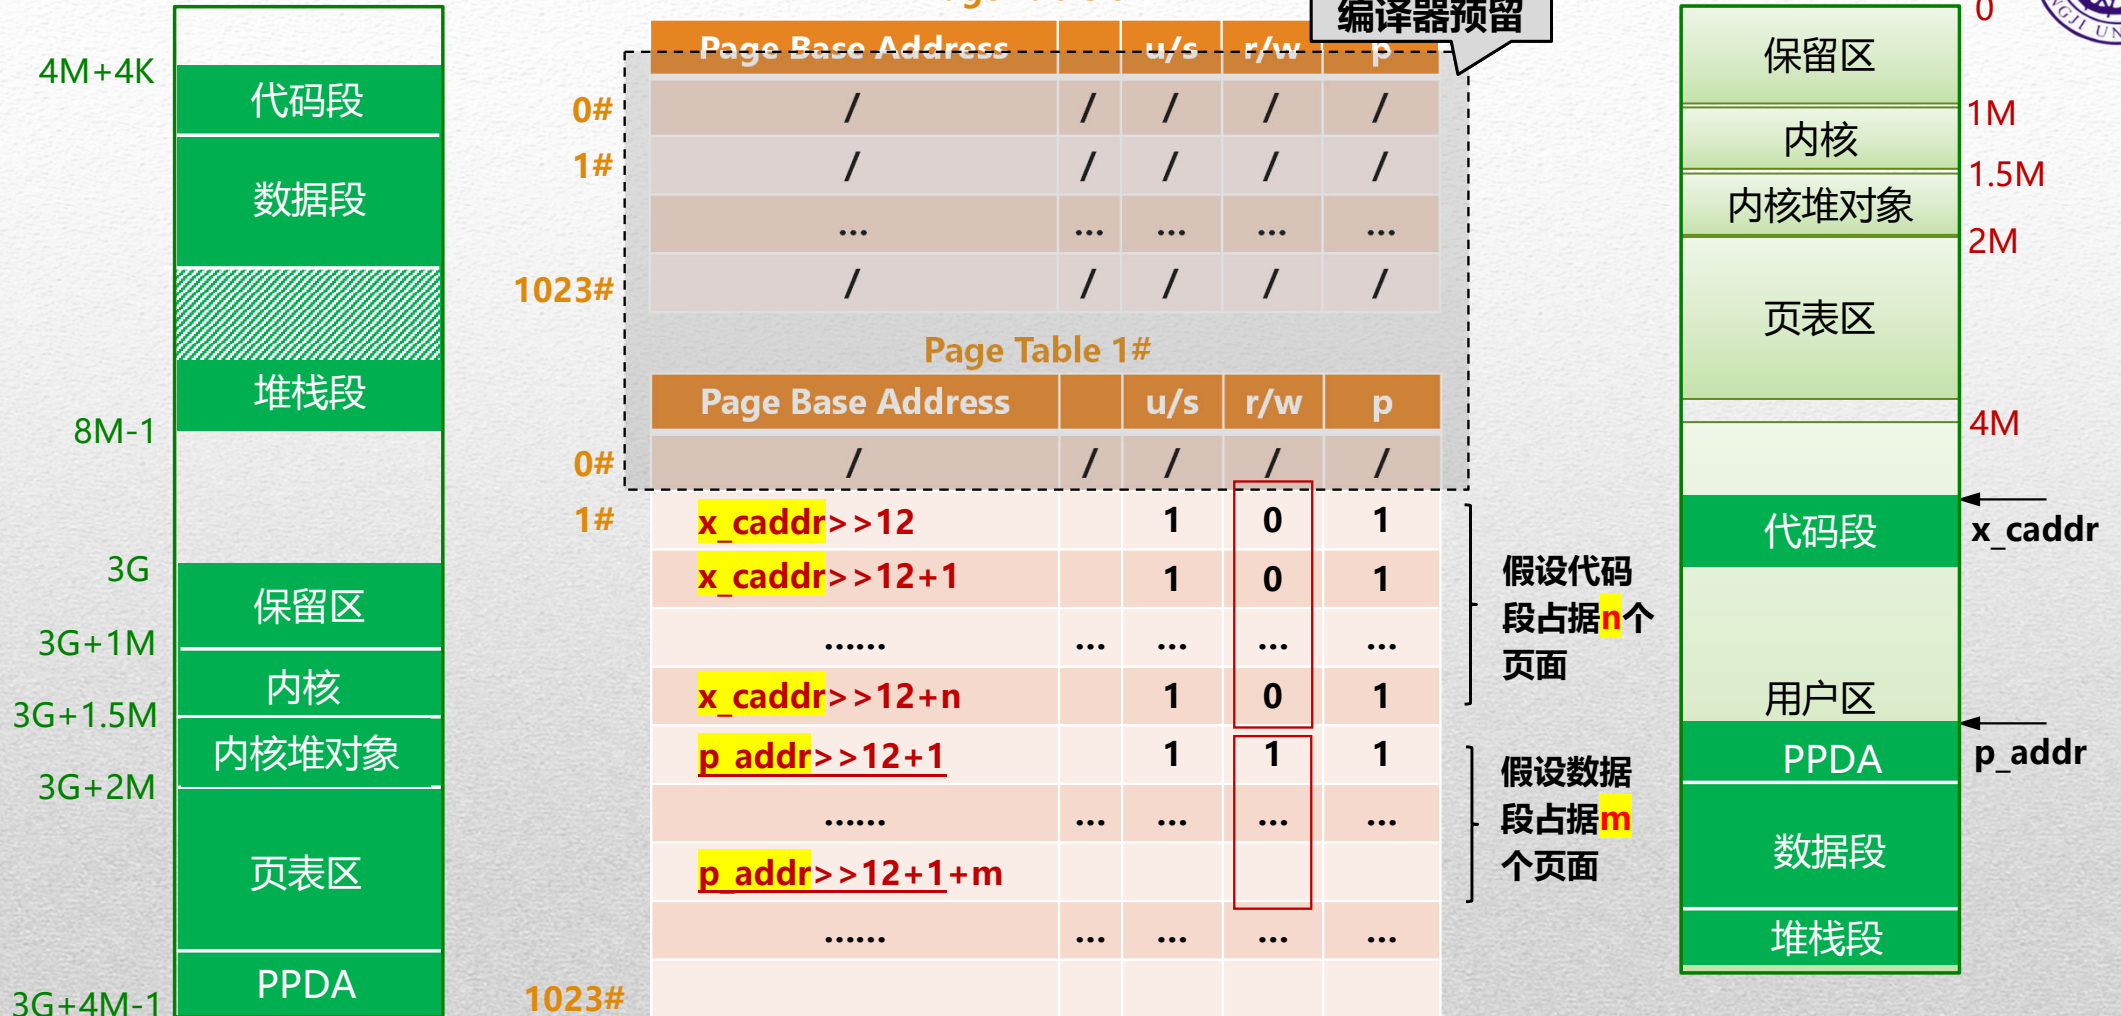 4M+4K
代码段
数据段
堆栈段
8M-1
3G
保留区
3G+1M
内核
3G+1.5M
内核堆对象
3G+2M
页表区
PPDA
3G+4M-1
编译器预留
Page Base Address u/s r/w p
0# / / / / /
1# / / / / /
... ... ... ... ...
1023# / / / / /
Page Table 1#
Page Base Address u/s r/w p
0# / / / / /
1# x_caddr>>12 1 0 1
x_caddr>>12+1 1 0 1
...... ... ... ... ...
x_caddr>>12+n 1 0 1
p_addr>>12+1 1 1 1
...... ... ... ... ...
p_addr>>12+1+m
...... ... ... ... ...
1023#
假设代码
段占据n个
页面
假设数据
段占据m
个页面
0
保留区
1M
内核
1.5M
内核堆对象
2M
页表区
4M
代码段
x_caddr
用户区
PPDA
p_addr
数据段
堆栈段